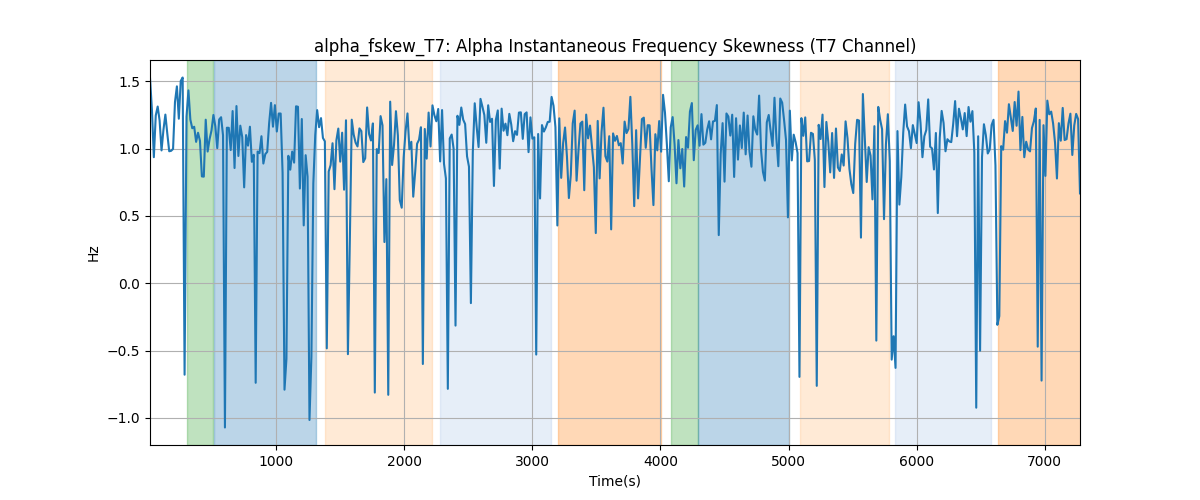 alpha_fskew_T7: Alpha Instantaneous Frequency Skewness (T7 Channel)
1.5
1.0
0.5
0.0
−0.5
−1.0
Hz
1000 2000 3000 4000 5000 6000 7000
Time(s)